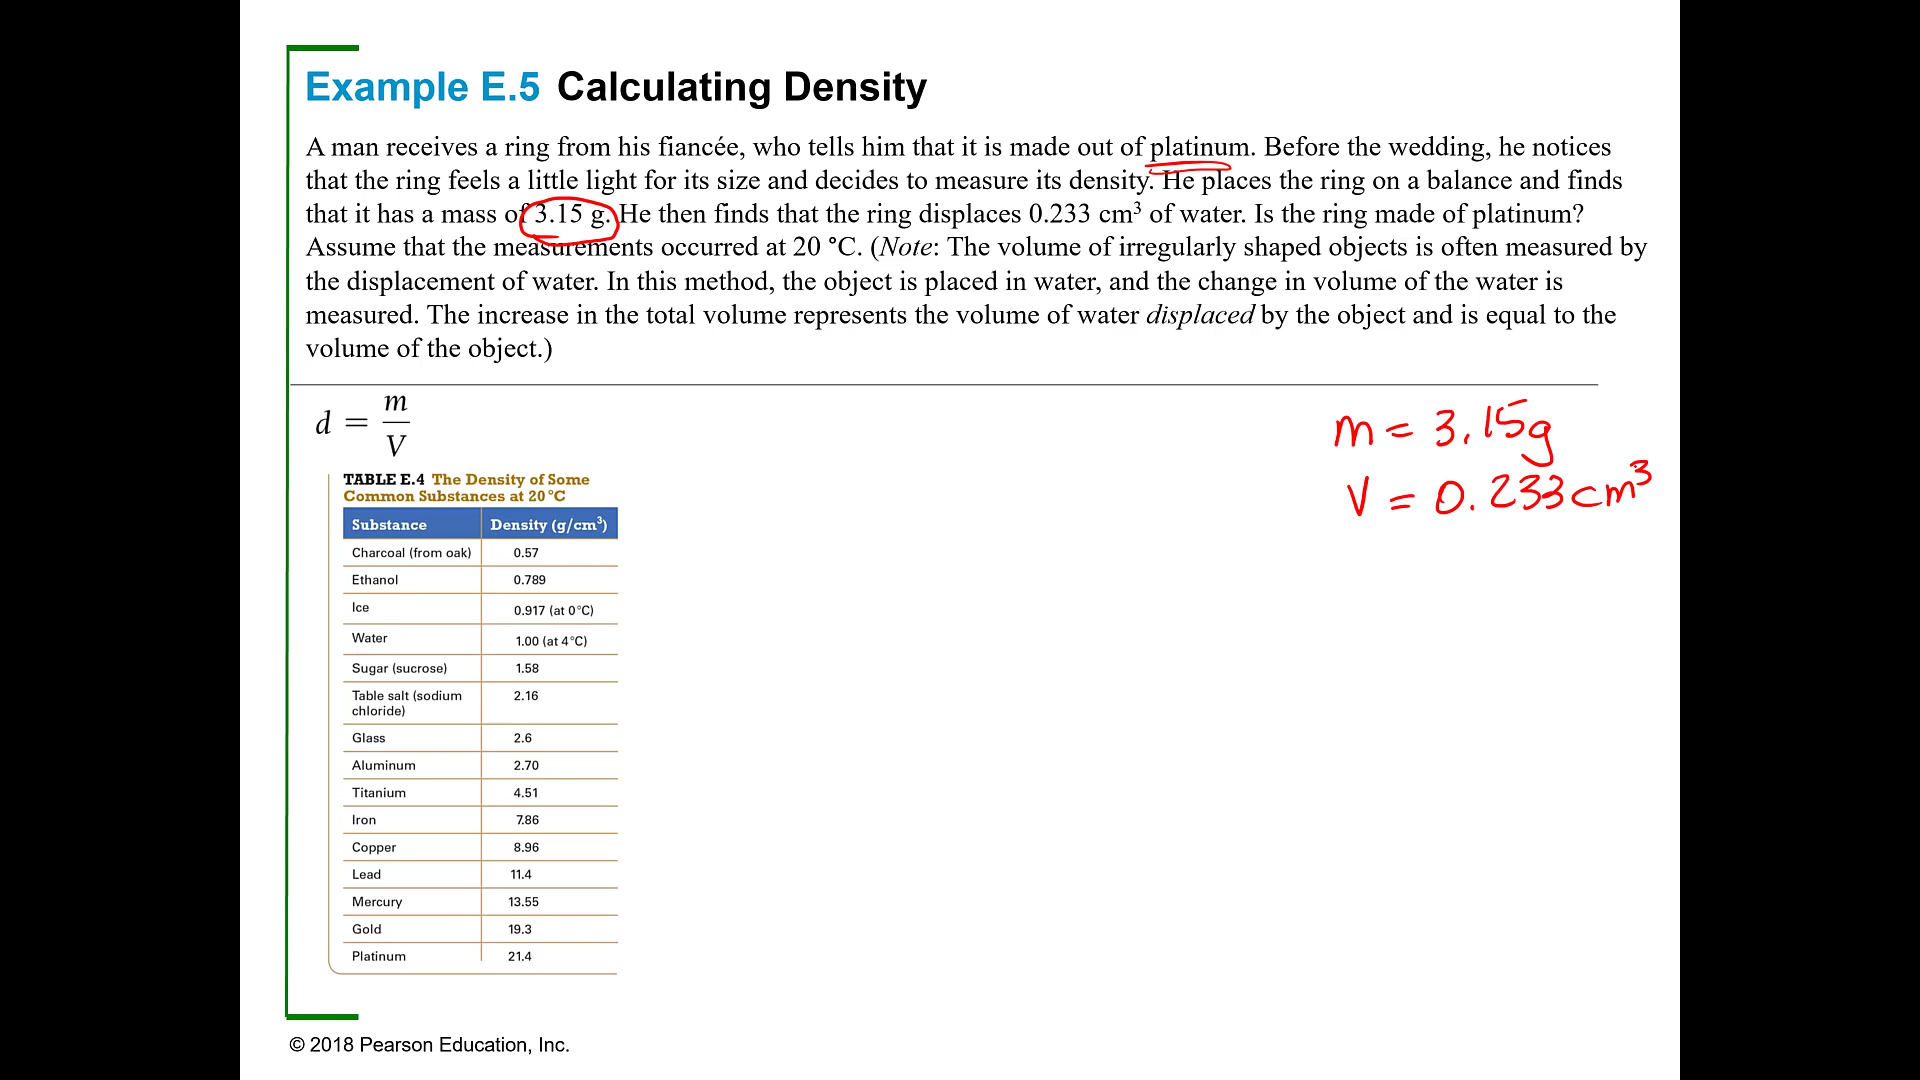 Example E.5 Calculating Density
A man receives a ring from his fiancée, who tells him that it is made out of platinum. Before the wedding, he notices
that the ring feels a little light for its size and decides to measure its density. He places the ring on a balance and finds
that it has a mass of 3.15 g. He then finds that the ring displaces 0.233 cm³ of water. Is the ring made of platinum?
Assume that the measurements occurred at 20 °C. (Note: The volume of irregularly shaped objects is often measured by
the displacement of water. In this method, the object is placed in water, and the change in volume of the water is
measured. The increase in the total volume represents the volume of water displaced by the object and is equal to the
volume of the object.)
d = m/V
m = 3.15g
V = 0.233cm³
TABLE E.4 The Density of Some
Common Substances at 20°C
Substance Density (g/cm³)
Charcoal (from oak) 0.57
Ethanol 0.789
Ice 0.917 (at 0°C)
Water 1.00 (at 4°C)
Sugar (sucrose) 1.58
Table salt (sodium 2.16
chloride)
Glass 2.6
Aluminum 2.70
Titanium 4.51
Iron 7.86
Copper 8.96
Lead 11.4
Mercury 13.55
Gold 19.3
Platinum 21.4
© 2018 Pearson Education, Inc.